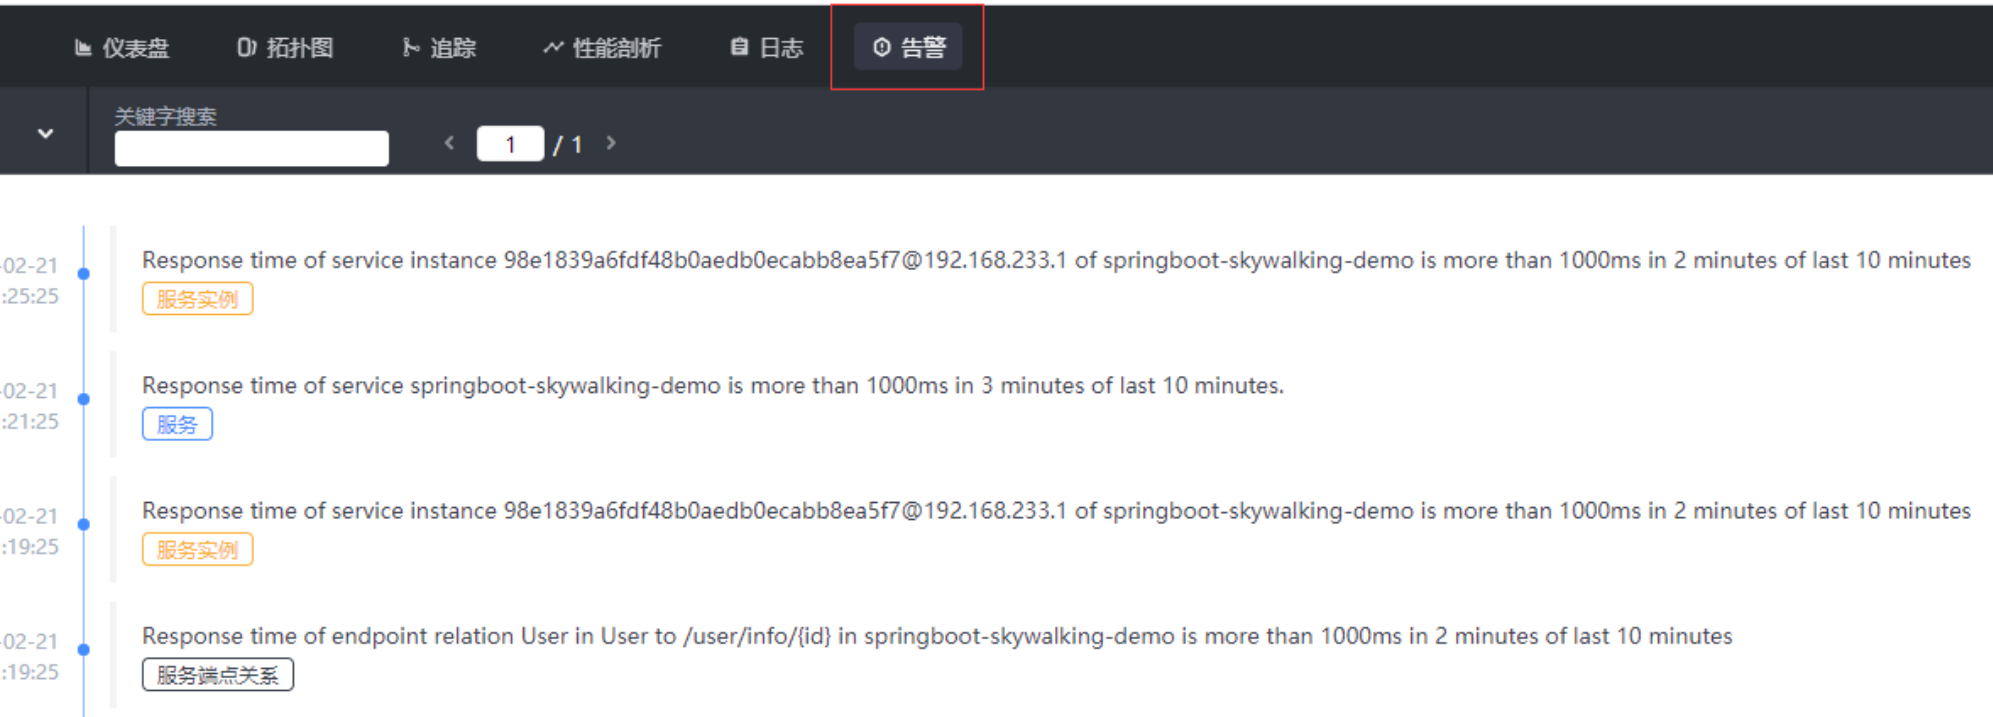 仪表盘 拓扑图 追踪 性能剖析 日志 告警
关键字搜索
1 / 1
-02-21
:25:25
Response time of service instance 98e1839a6fdf48b0aedb0ecabb8ea5f7@192.168.233.1 of springboot-skywalking-demo is more than 1000ms in 2 minutes of last 10 minutes
服务实例
-02-21
:21:25
Response time of service springboot-skywalking-demo is more than 1000ms in 3 minutes of last 10 minutes.
服务
-02-21
:19:25
Response time of service instance 98e1839a6fdf48b0aedb0ecabb8ea5f7@192.168.233.1 of springboot-skywalking-demo is more than 1000ms in 2 minutes of last 10 minutes
服务实例
-02-21
:19:25
Response time of endpoint relation User in User to /user/info/{id} in springboot-skywalking-demo is more than 1000ms in 2 minutes of last 10 minutes
服务端点关系